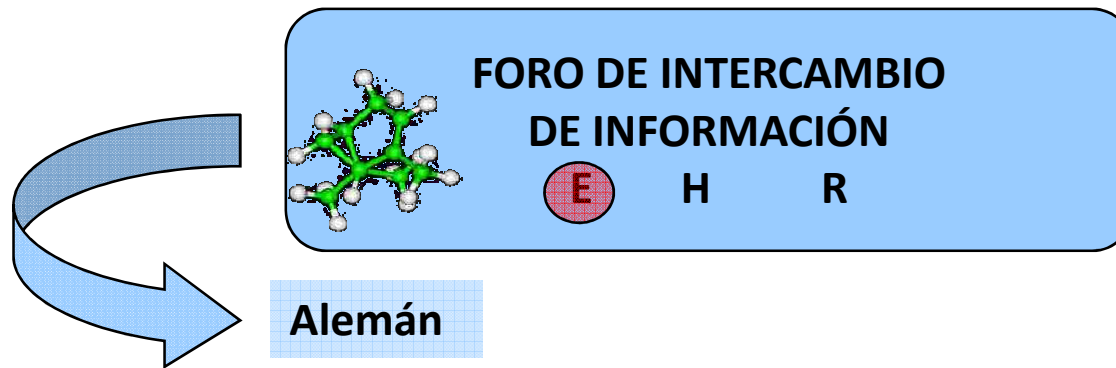 FORO DE INTERCAMBIO
DE INFORMACIÓN
E H R
Alemán